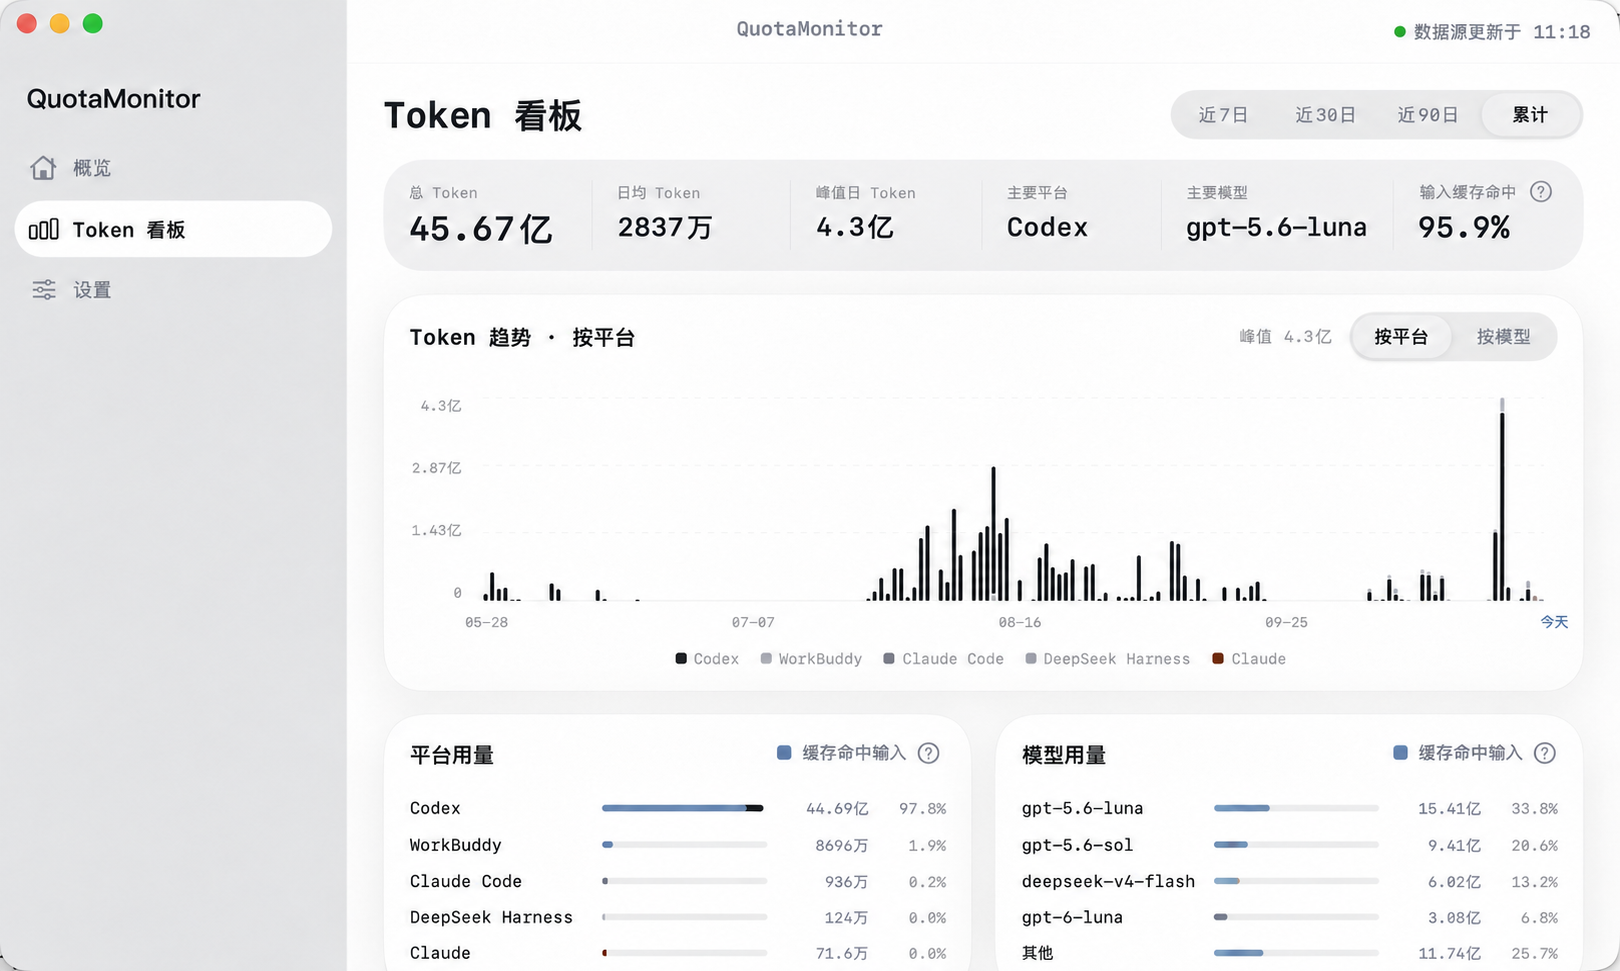 QuotaMonitor
数据源更新于 11:18
QuotaMonitor
概览
Token 看板
设置
Token 看板
近7日 近30日 近90日 累计
总 Token 日均 Token 峰值日 Token 主要平台 主要模型 输入缓存命中 ?
45.67亿 2837万 4.3亿 Codex gpt-5.6-luna 95.9%
Token 趋势 · 按平台
峰值 4.3亿 按平台 按模型
4.3亿
2.87亿
1.43亿
0
05-28 07-07 08-16 09-25 今天
Codex WorkBuddy Claude Code DeepSeek Harness Claude
平台用量 缓存命中输入 ?
Codex 44.69亿 97.8%
WorkBuddy 8696万 1.9%
Claude Code 936万 0.2%
DeepSeek Harness 124万 0.0%
Claude 71.6万 0.0%
模型用量 缓存命中输入 ?
gpt-5.6-luna 15.41亿 33.8%
gpt-5.6-sol 9.41亿 20.6%
deepseek-v4-flash 6.02亿 13.2%
gpt-6-luna 3.08亿 6.8%
其他 11.74亿 25.7%